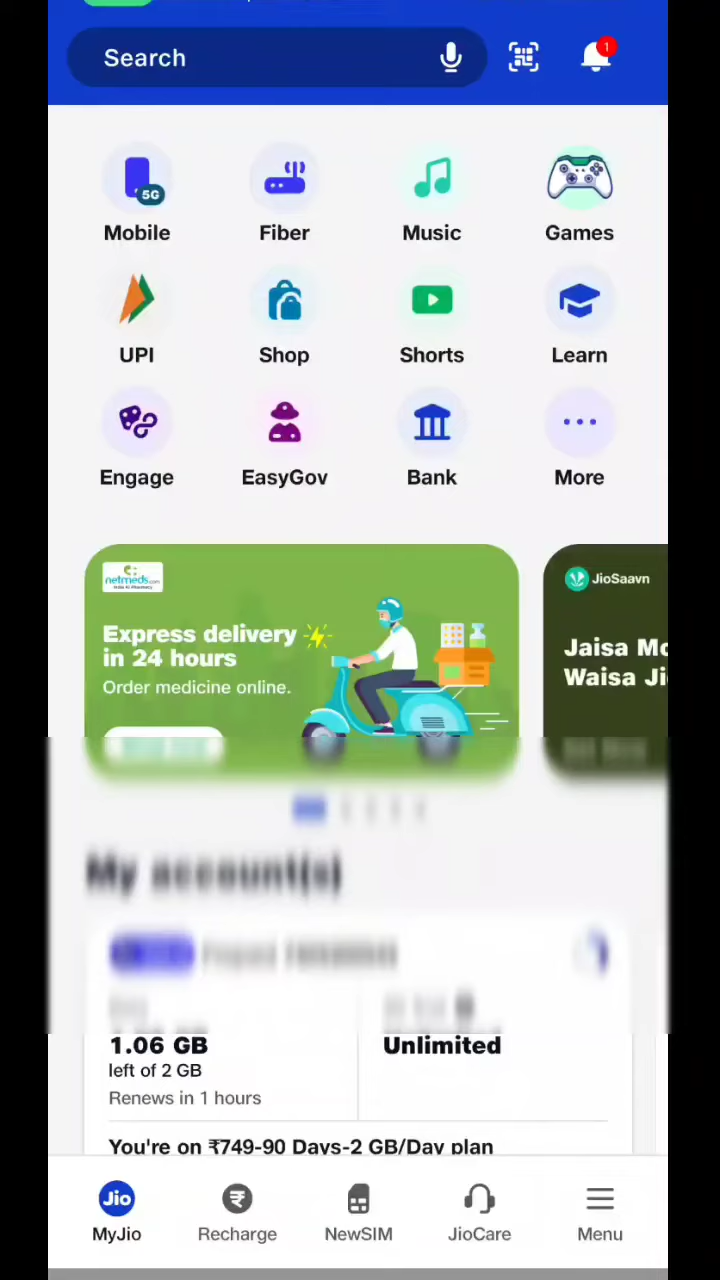 Search
1
5G
Mobile
Fiber
Music
Games
UPI
Shop
Shorts
Learn
Engage
EasyGov
Bank
More
netmeds.com
Express delivery
in 24 hours
Order medicine online.
JioSaavn
Jaisa Mo
Waisa Ji
My account(s)
1.06 GB
Unlimited
left of 2 GB
Renews in 1 hours
You're on ₹749-90 Days-2 GB/Day plan
Jio
MyJio
Recharge
NewSIM
JioCare
Menu